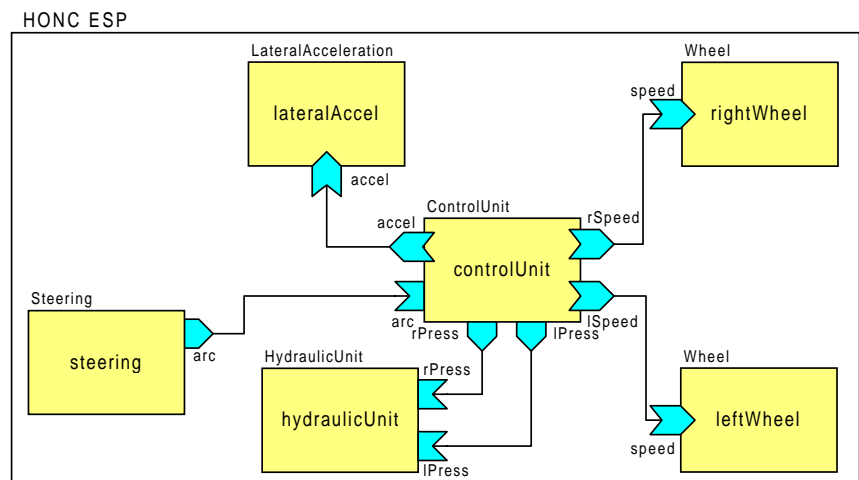 HONC ESP
LateralAcceleration
lateralAccel
accel
Wheel
speed
rightWheel
ControlUnit
accel
rSpeed
controlUnit
arc
rPress
lPress
lSpeed
Steering
steering
arc
HydraulicUnit
rPress
hydraulicUnit
lPress
Wheel
leftWheel
speed